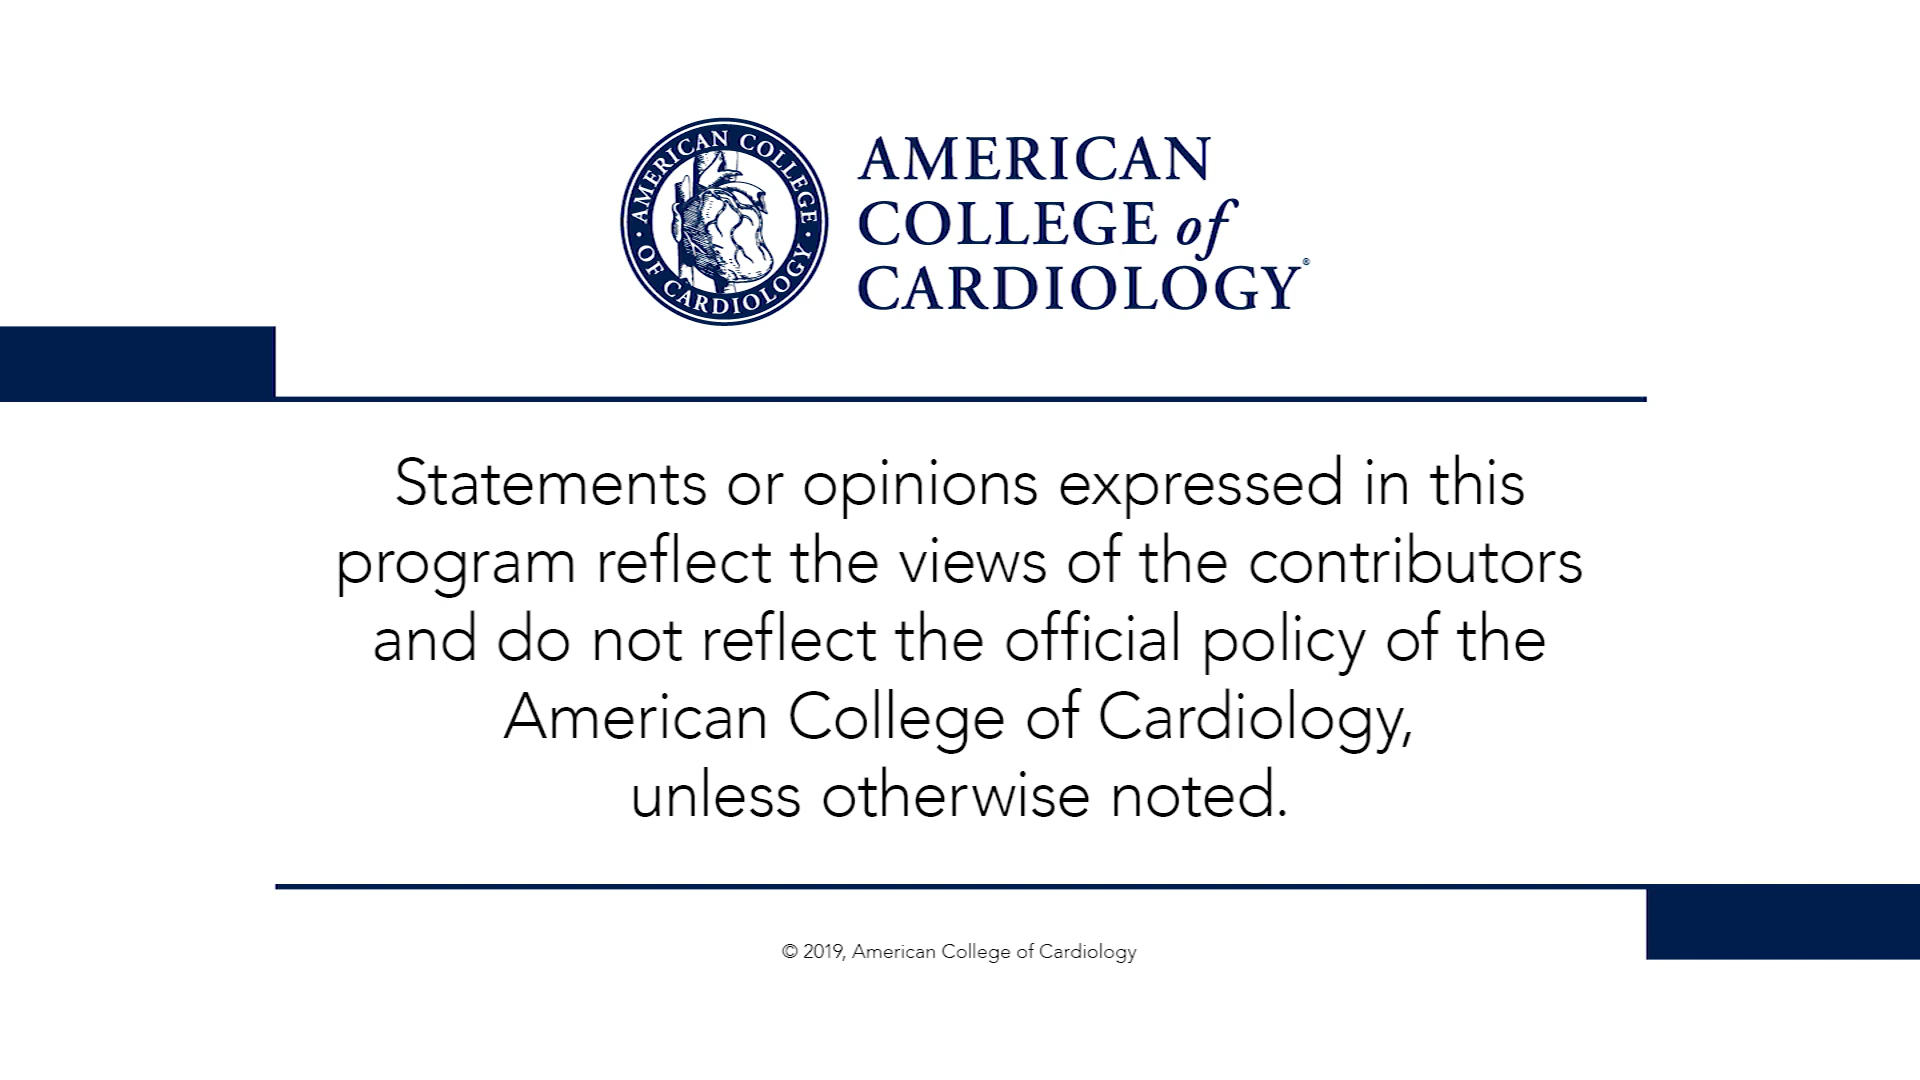 AMERICAN COLLEGE
OF CARDIOLOGY
AMERICAN
COLLEGE of
CARDIOLOGY®
Statements or opinions expressed in this
program reflect the views of the contributors
and do not reflect the official policy of the
American College of Cardiology,
unless otherwise noted.
© 2019, American College of Cardiology